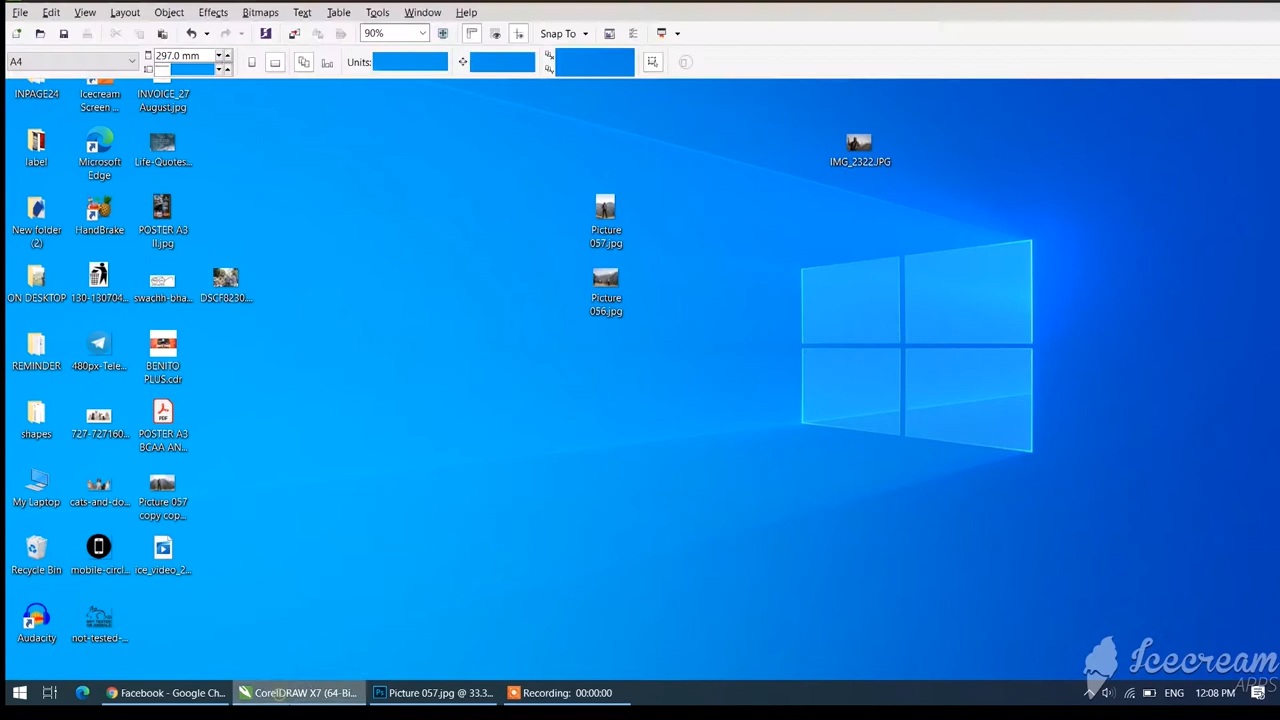 File Edit View Layout Object Effects Bitmaps Text Table Tools Window Help
90% Snap To
A4 297.0 mm Units:
INPAGE24 Icecream Screen ... INVOICE_27 August.jpg
label Microsoft Edge Life-Quotes... IMG_2322.JPG
New folder (2) HandBrake POSTER A3 II.jpg Picture 057.jpg
ON DESKTOP 130-130704... swachh-bha... DSCF8230.... Picture 056.jpg
REMINDER 480px-Tele... BENITO PLUS.cdr
shapes 727-727160... POSTER A3 BCAA AN...
My Laptop cats-and-do... Picture 057 copy cop...
Recycle Bin mobile-circl... ice_video_2...
Audacity not-tested-...
Icecream
APPS
Facebook - Google Ch... CorelDRAW X7 (64-Bi... Picture 057.jpg @ 33.3... Recording: 00:00:00 ENG 12:08 PM